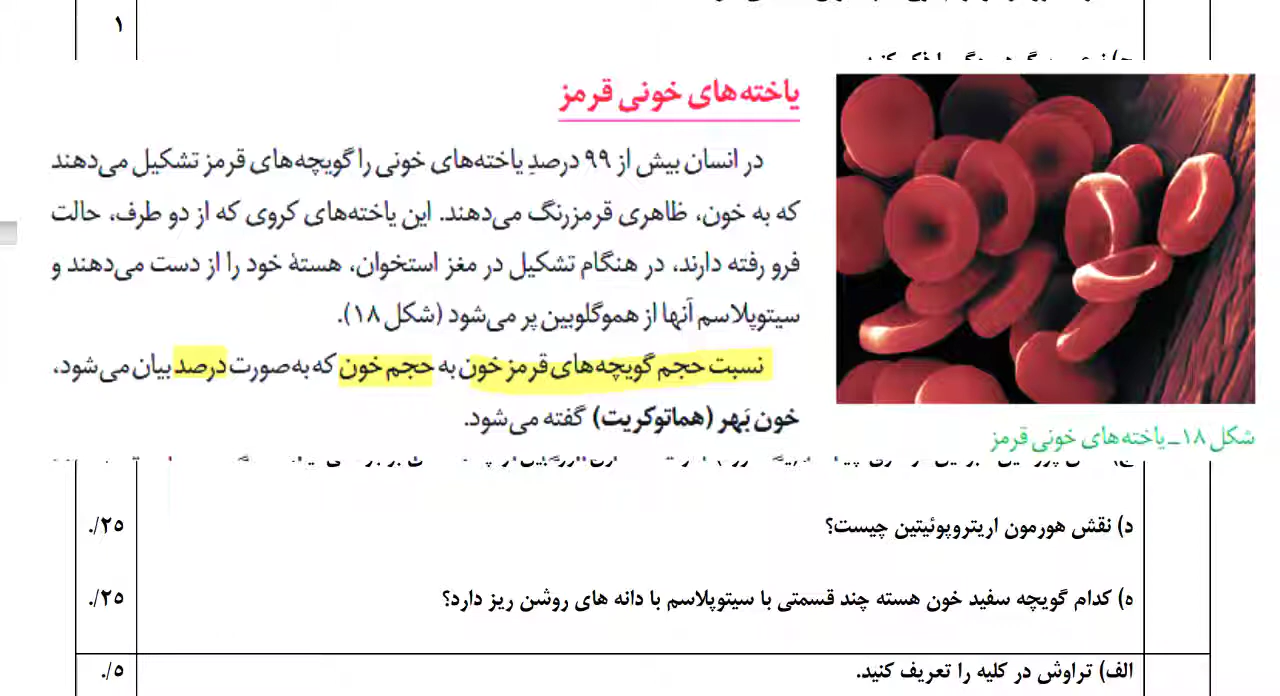 ۱
یاخته‌های خونی قرمز
در انسان بیش از ۹۹ درصدِ یاخته‌های خونی را گویچه‌های قرمز تشکیل می‌دهند
که به خون، ظاهری قرمزرنگ می‌دهند. این یاخته‌های کروی که از دو طرف، حالت
فرو رفته دارند، در هنگام تشکیل در مغز استخوان، هستهٔ خود را از دست می‌دهند و
سیتوپلاسم آنها از هموگلوبین پر می‌شود (شکل ۱۸).
نسبت حجم گویچه‌های قرمز خون به حجم خون که به‌صورت درصد بیان می‌شود،
خون‌بَهر (هماتوکریت) گفته می‌شود.
شکل ۱۸ــ یاخته‌های خونی قرمز
د) نقش هورمون اریتروپوئیتین چیست؟
۰/۲۵
ه) کدام گویچه سفید خون هسته چند قسمتی با سیتوپلاسم با دانه های روشن ریز دارد؟
۰/۲۵
الف) تراوش در کلیه را تعریف کنید.
۰/۵